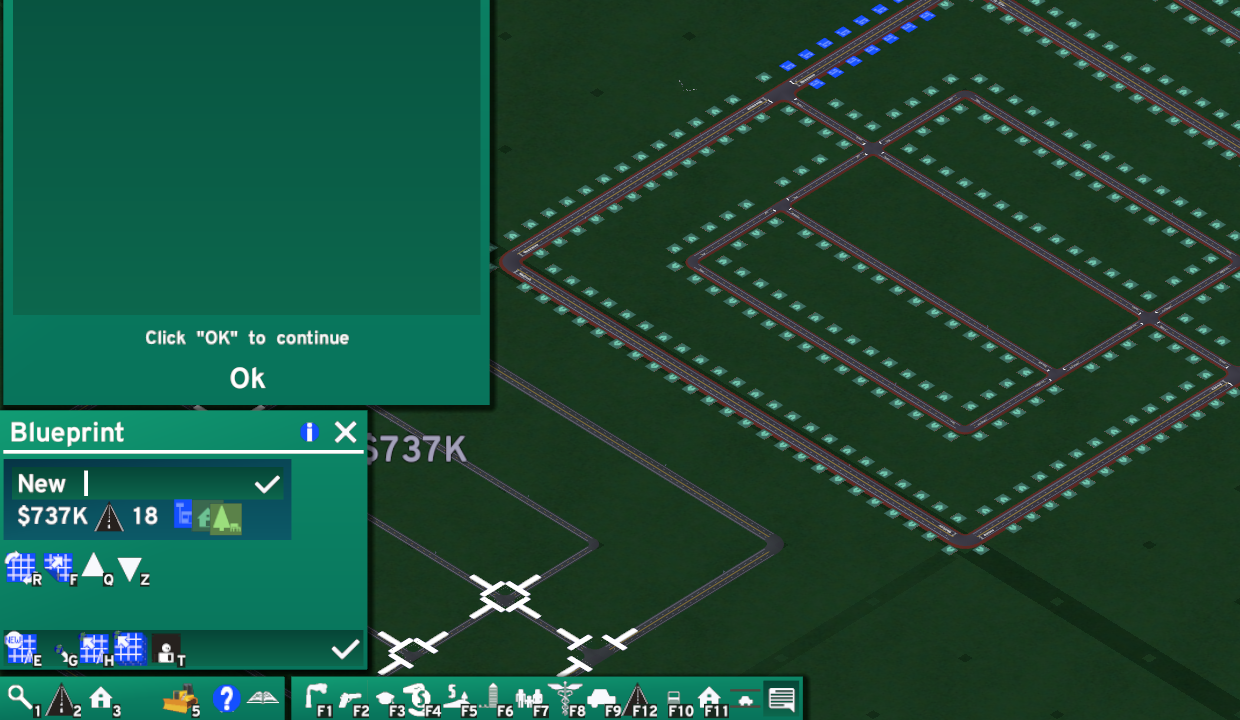 Click "OK" to continue
Ok
Blueprint
New
$737K 18
$737K
R F Q Z
NEW E G H T
1 2 3 5 ? F1 F2 F3 F4 F5 F6 F7 F8 F9 F12 F10 F11